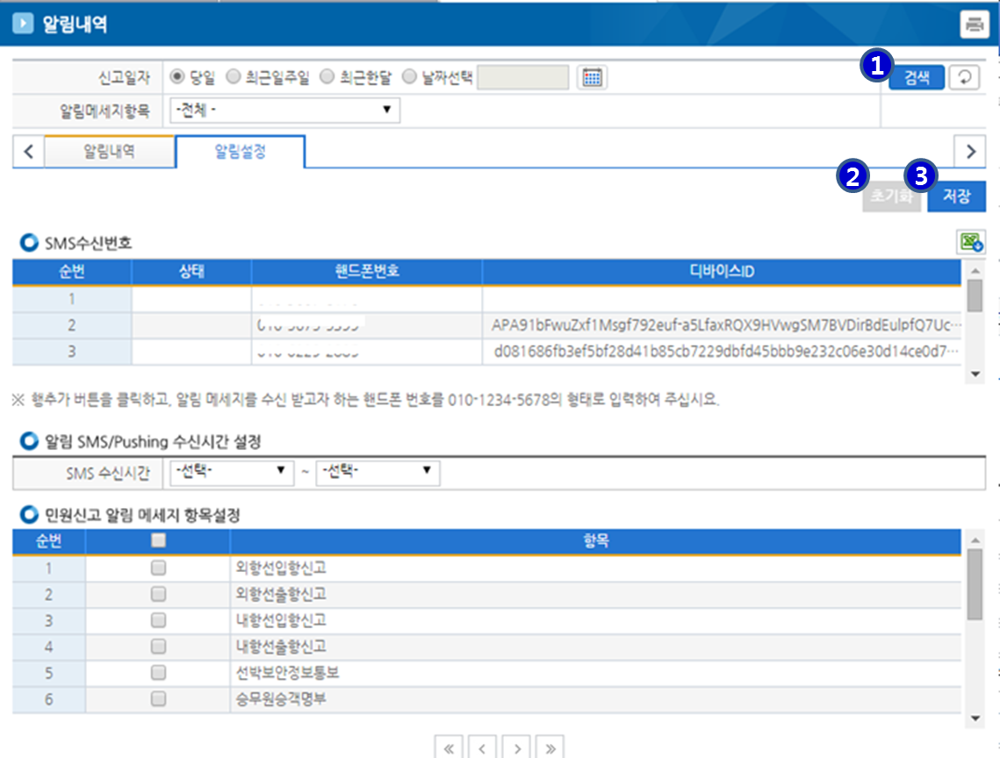 알림내역
신고일자 당일 최근일주일 최근한달 날짜선택 1 검색
알림메세지항목 -전체 -
알림내역 알림설정
2 초기화 3 저장
SMS수신번호
순번 상태 핸드폰번호 디바이스ID
1
2 APA91bFwuZxf1Msgf792euf-a5LfaxRQX9HVwgSM7BVDirBdEulpfQ7Uc···
3 d081686fb3ef5bf28d41b85cb7229dbfd45bbb9e232c06e30d14ce0d7···
※ 행추가 버튼을 클릭하고, 알림 메세지를 수신 받고자 하는 핸드폰 번호를 010-1234-5678의 형태로 입력하여 주십시요.
알림 SMS/Pushing 수신시간 설정
SMS 수신시간 -선택- ~ -선택-
민원신고 알림 메세지 항목설정
순번 항목
1 외항선입항신고
2 외항선출항신고
3 내항선입항신고
4 내항선출항신고
5 선박보안정보통보
6 승무원승객명부